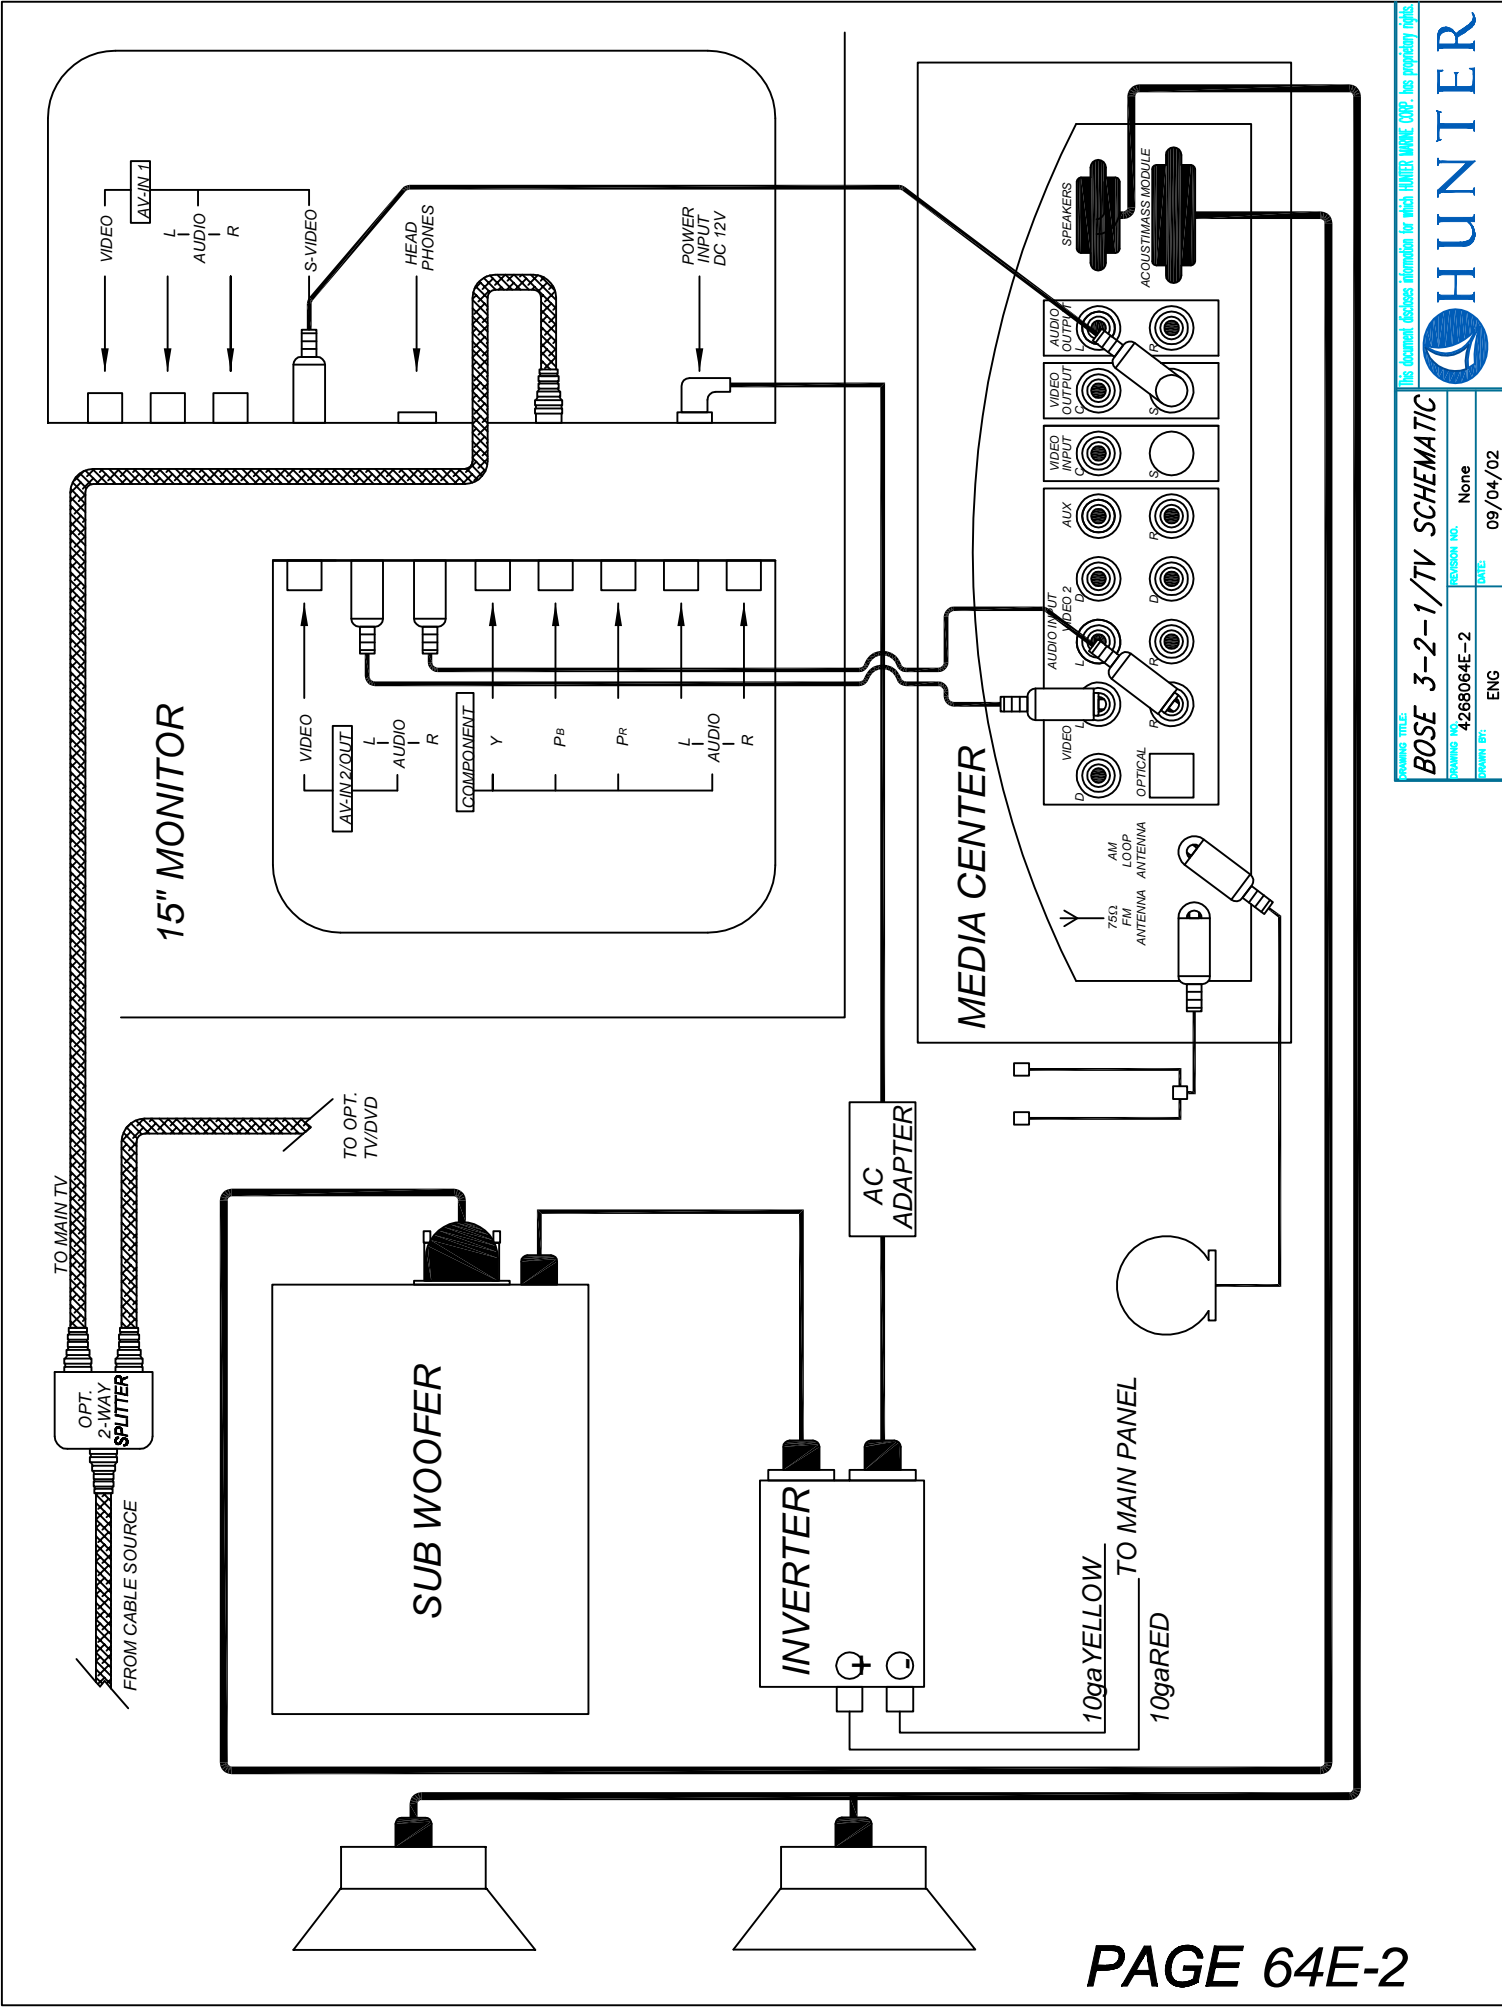 15" MONITOR
VIDEO
AV-IN 1
L
AUDIO
R
S-VIDEO
HEAD
PHONES
POWER
INPUT
DC 12V
VIDEO
AV-IN2/OUT
L
AUDIO
R
COMPONENT
Y
PB
PR
L
AUDIO
R
TO MAIN TV
TO OPT.
TV/DVD
OPT.
2-WAY
SPLITTER
FROM CABLE SOURCE
SUB WOOFER
AC
ADAPTER
INVERTER
+
-
10gaYELLOW
TO MAIN PANEL
10gaRED
MEDIA CENTER
SPEAKERS
ACOUSTIMASS MODULE
AUDIO
OUTPUT
L
R
VIDEO
OUTPUT
C
S
VIDEO
INPUT
C
S
AUX
R
AUDIO INPUT
VIDEO 2
D
D
L
R
VIDEO
L
R
D
OPTICAL
AM
LOOP
ANTENNA
75Ω
FM
ANTENNA
This document discloses information for which HUNTER MARINE CORP. has proprietary rights.
HUNTER
DRAWING TITLE:
BOSE 3-2-1/TV SCHEMATIC
DRAWING NO.
4268064E-2
REVISION NO.
None
DRAWN BY:
ENG
DATE:
09/04/02
PAGE 64E-2